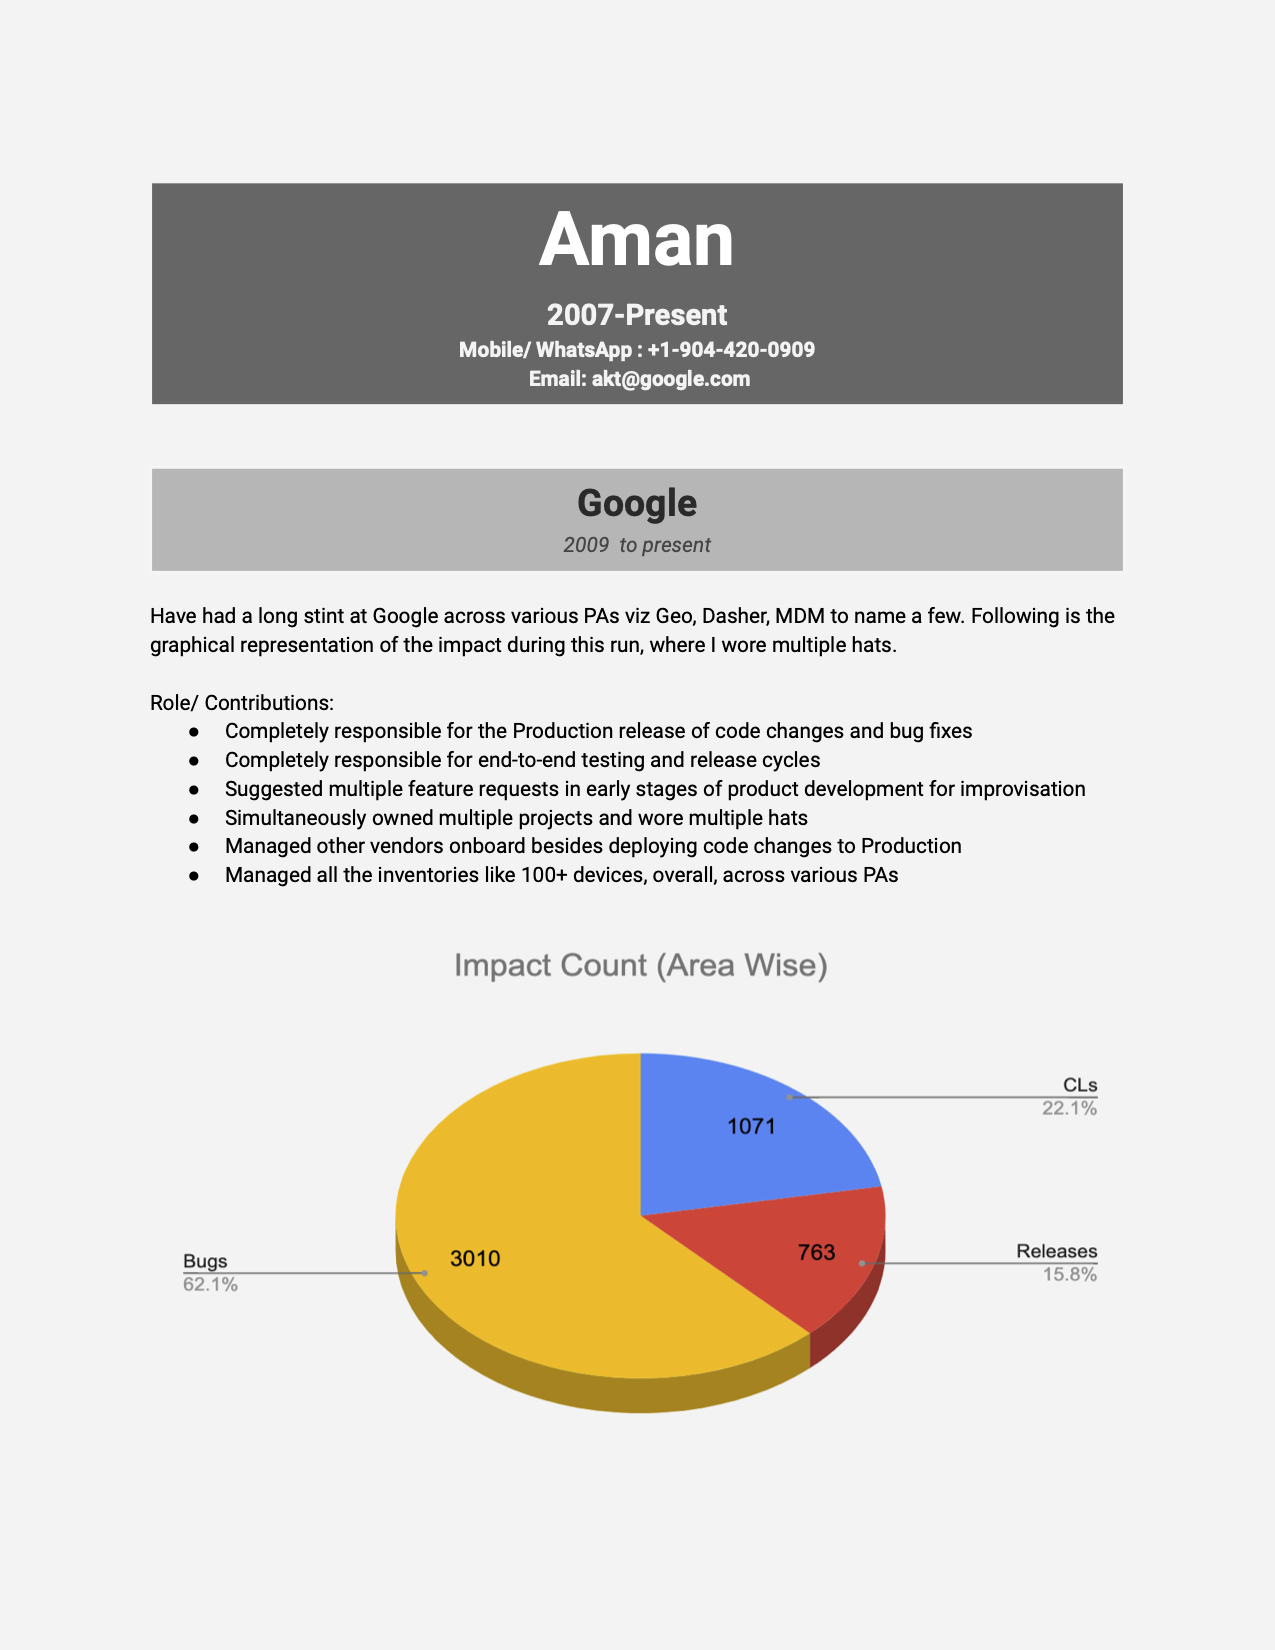 Aman
2007-Present
Mobile/ WhatsApp : +1-904-420-0909
Email: akt@google.com
Google
2009  to present
Have had a long stint at Google across various PAs viz Geo, Dasher, MDM to name a few. Following is the
graphical representation of the impact during this run, where I wore multiple hats.
Role/ Contributions:
● Completely responsible for the Production release of code changes and bug fixes
● Completely responsible for end-to-end testing and release cycles
● Suggested multiple feature requests in early stages of product development for improvisation
● Simultaneously owned multiple projects and wore multiple hats
● Managed other vendors onboard besides deploying code changes to Production
● Managed all the inventories like 100+ devices, overall, across various PAs
Impact Count (Area Wise)
CLs
22.1%
1071
Releases
15.8%
763
Bugs
62.1%
3010